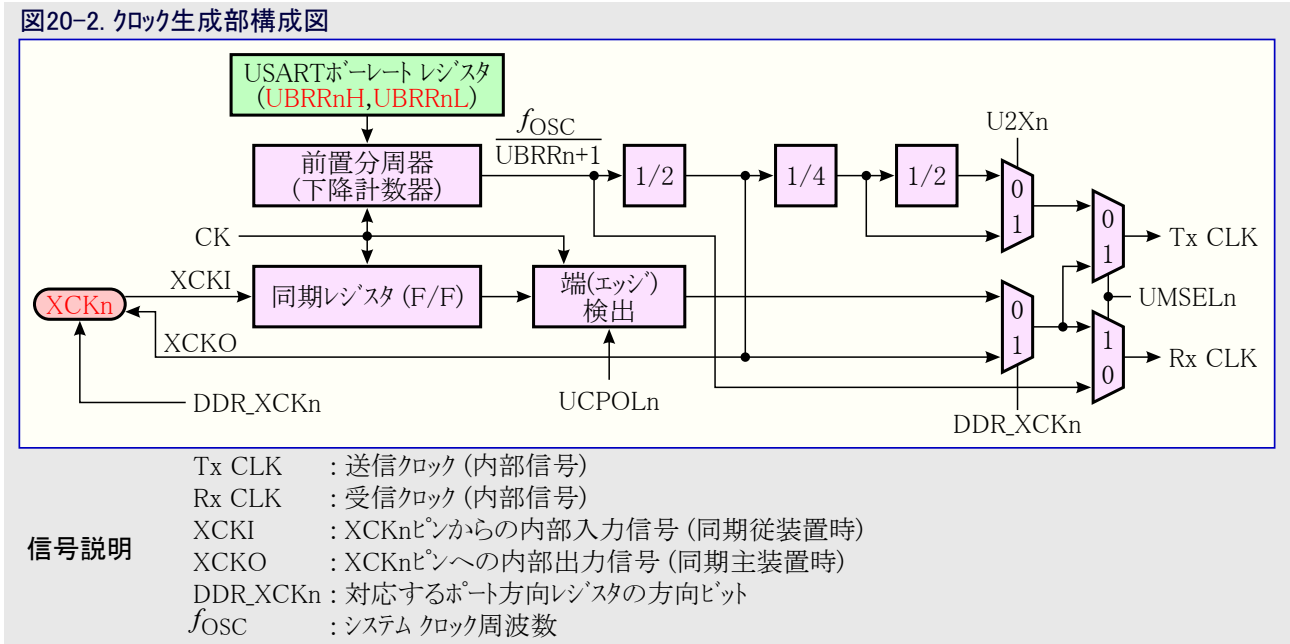 図20-2. クロック生成部構成図
USARTボーレート レジスタ
(UBRRnH,UBRRnL)
fOSC
UBRRn+1
U2Xn
前置分周器
(下降計数器)
1/2
1/4
1/2
0
1
0
1
Tx CLK
CK
XCKI
XCKn
同期レジスタ (F/F)
端(エッジ)
検出
0
1
UMSELn
XCKO
1
0
Rx CLK
DDR_XCKn
UCPOLn
DDR_XCKn
信号説明
Tx CLK : 送信クロック (内部信号)
Rx CLK : 受信クロック (内部信号)
XCKI : XCKnピンからの内部入力信号 (同期従装置時)
XCKO : XCKnピンへの内部出力信号 (同期主装置時)
DDR_XCKn : 対応するポート方向レジスタの方向ビット
fOSC : システム クロック周波数